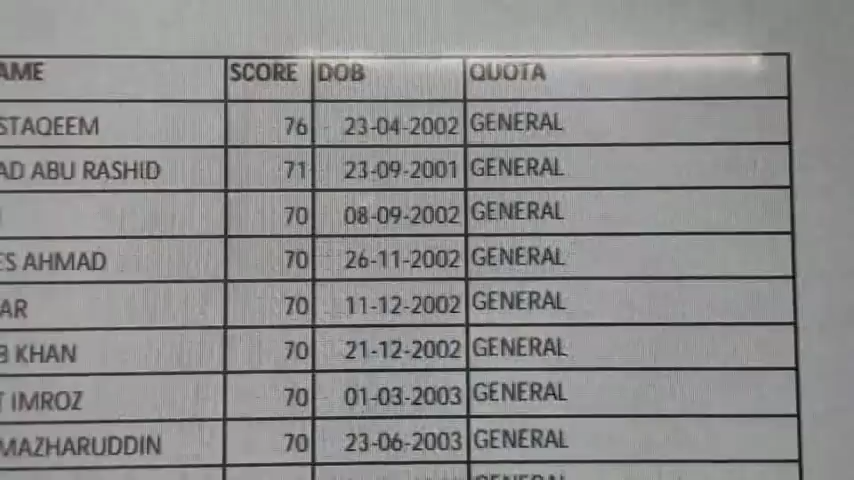 AME SCORE DOB QUOTA
STAQEEM 76 23-04-2002 GENERAL
AD ABU RASHID 71 23-09-2001 GENERAL
70 08-09-2002 GENERAL
ES AHMAD 70 26-11-2002 GENERAL
AR 70 11-12-2002 GENERAL
B KHAN 70 21-12-2002 GENERAL
T IMROZ 70 01-03-2003 GENERAL
MAZHARUDDIN 70 23-06-2003 GENERAL
GENERAL